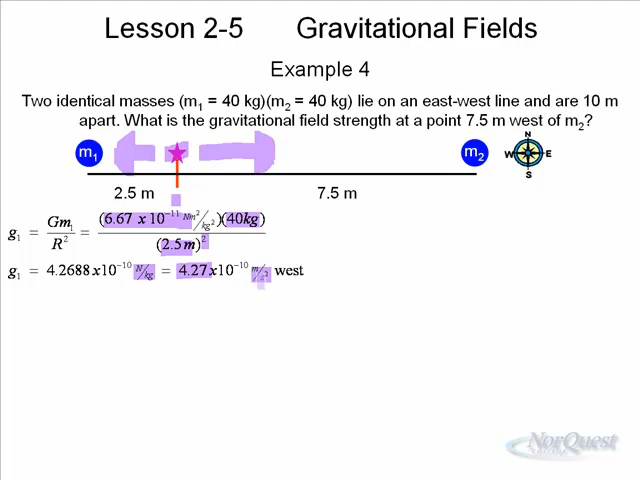 Lesson 2-5 Gravitational Fields
Example 4
Two identical masses (m₁ = 40 kg)(m₂ = 40 kg) lie on an east-west line and are 10 m
apart. What is the gravitational field strength at a point 7.5 m west of m₂?
m₁ m₂ N W E S
2.5 m 7.5 m
g₁ = Gm₁/R² = (6.67 x 10⁻¹¹ Nm²/kg²)(40kg)/(2.5 m)²
g₁ = 4.2688 x10⁻¹⁰ N/kg = 4.27 x10⁻¹⁰ m/s² west
NorQuest